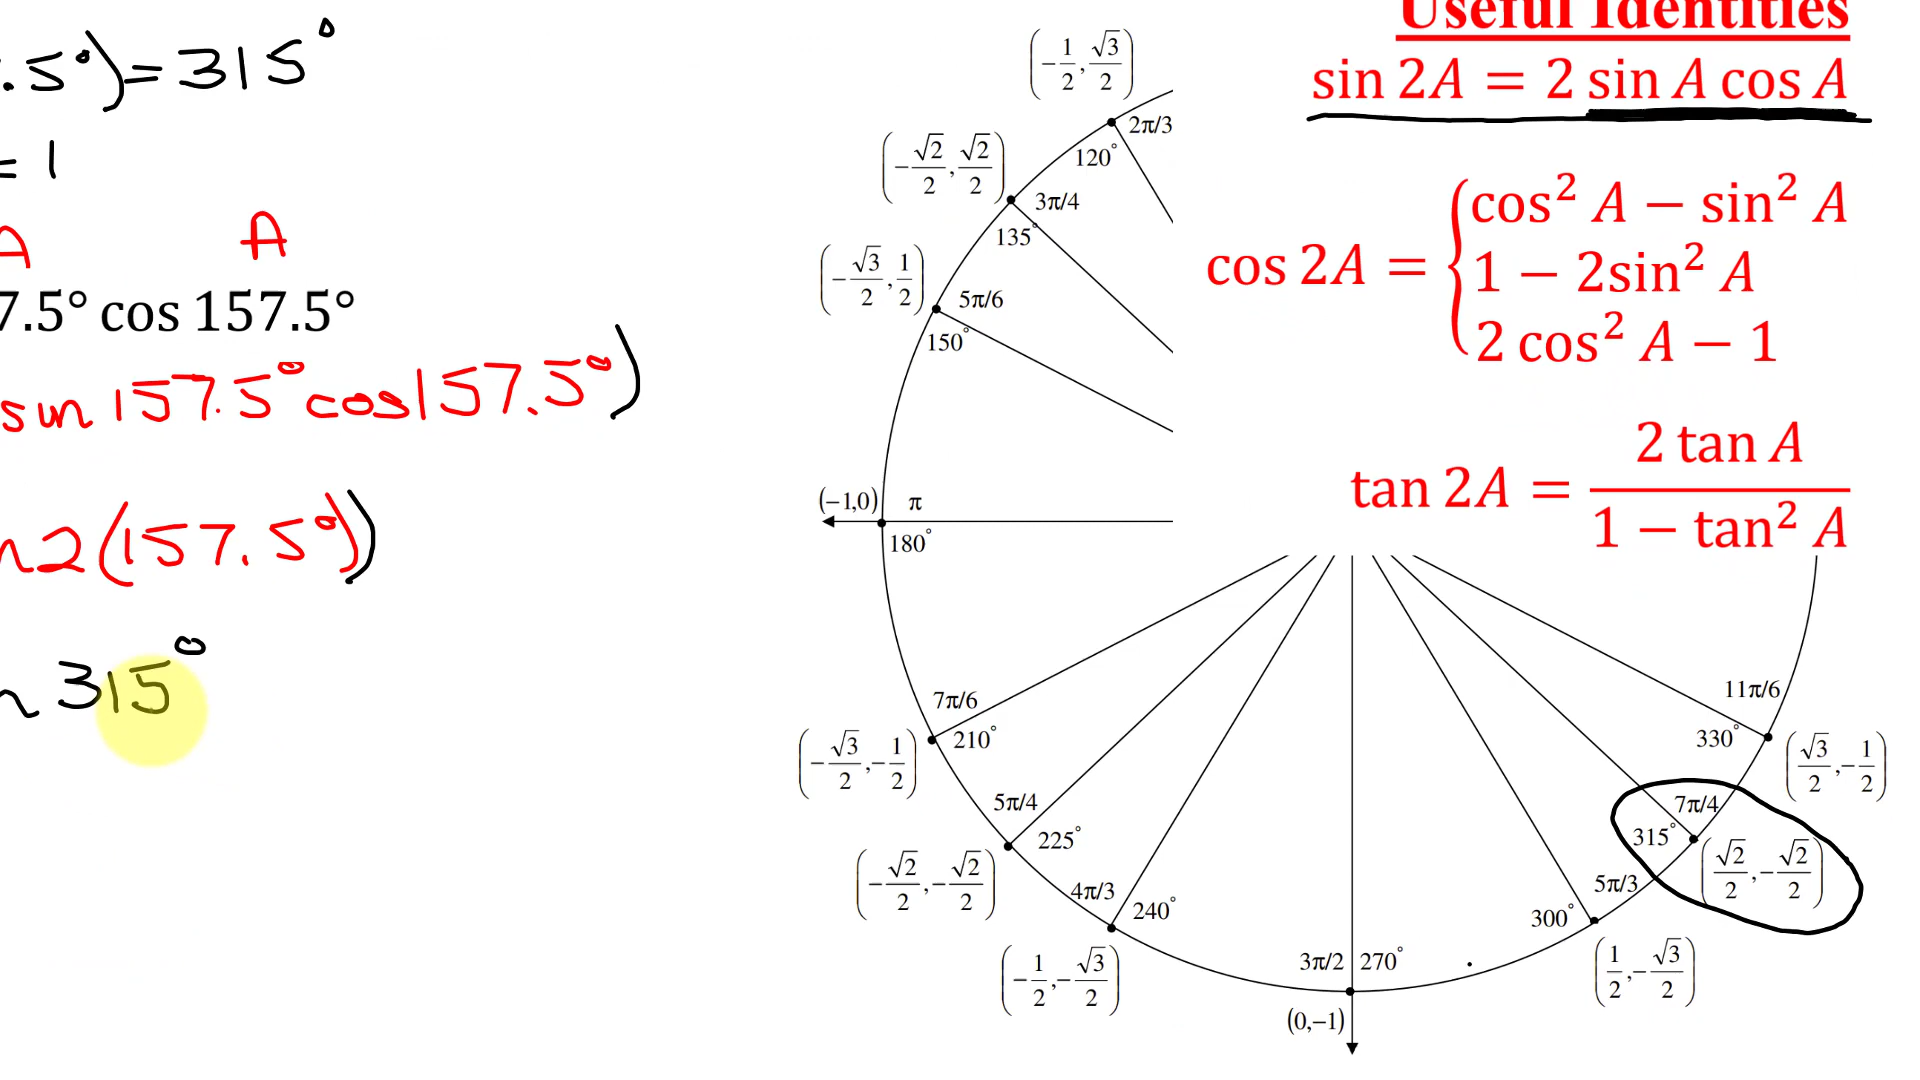 .5°) = 315°
= 1
A A
7.5° cos 157.5°
sin 157.5° cos 157.5°)
n 2(157.5°))
n 315°
Useful Identities
sin 2A = 2 sin A cos A
cos 2A = { cos² A − sin² A
1 − 2sin² A
2 cos² A − 1
tan 2A = 2 tan A / (1 − tan² A)
(−1/2, √3/2)
2π/3
120°
(−√2/2, √2/2)
3π/4
135°
(−√3/2, 1/2)
5π/6
150°
(−1,0) π
180°
7π/6
210°
(−√3/2, −1/2)
5π/4
225°
(−√2/2, −√2/2)
4π/3
240°
(−1/2, −√3/2)
3π/2 270°
(0,−1)
5π/3
300°
(1/2, −√3/2)
7π/4
315°
(√2/2, −√2/2)
11π/6
330°
(√3/2, −1/2)